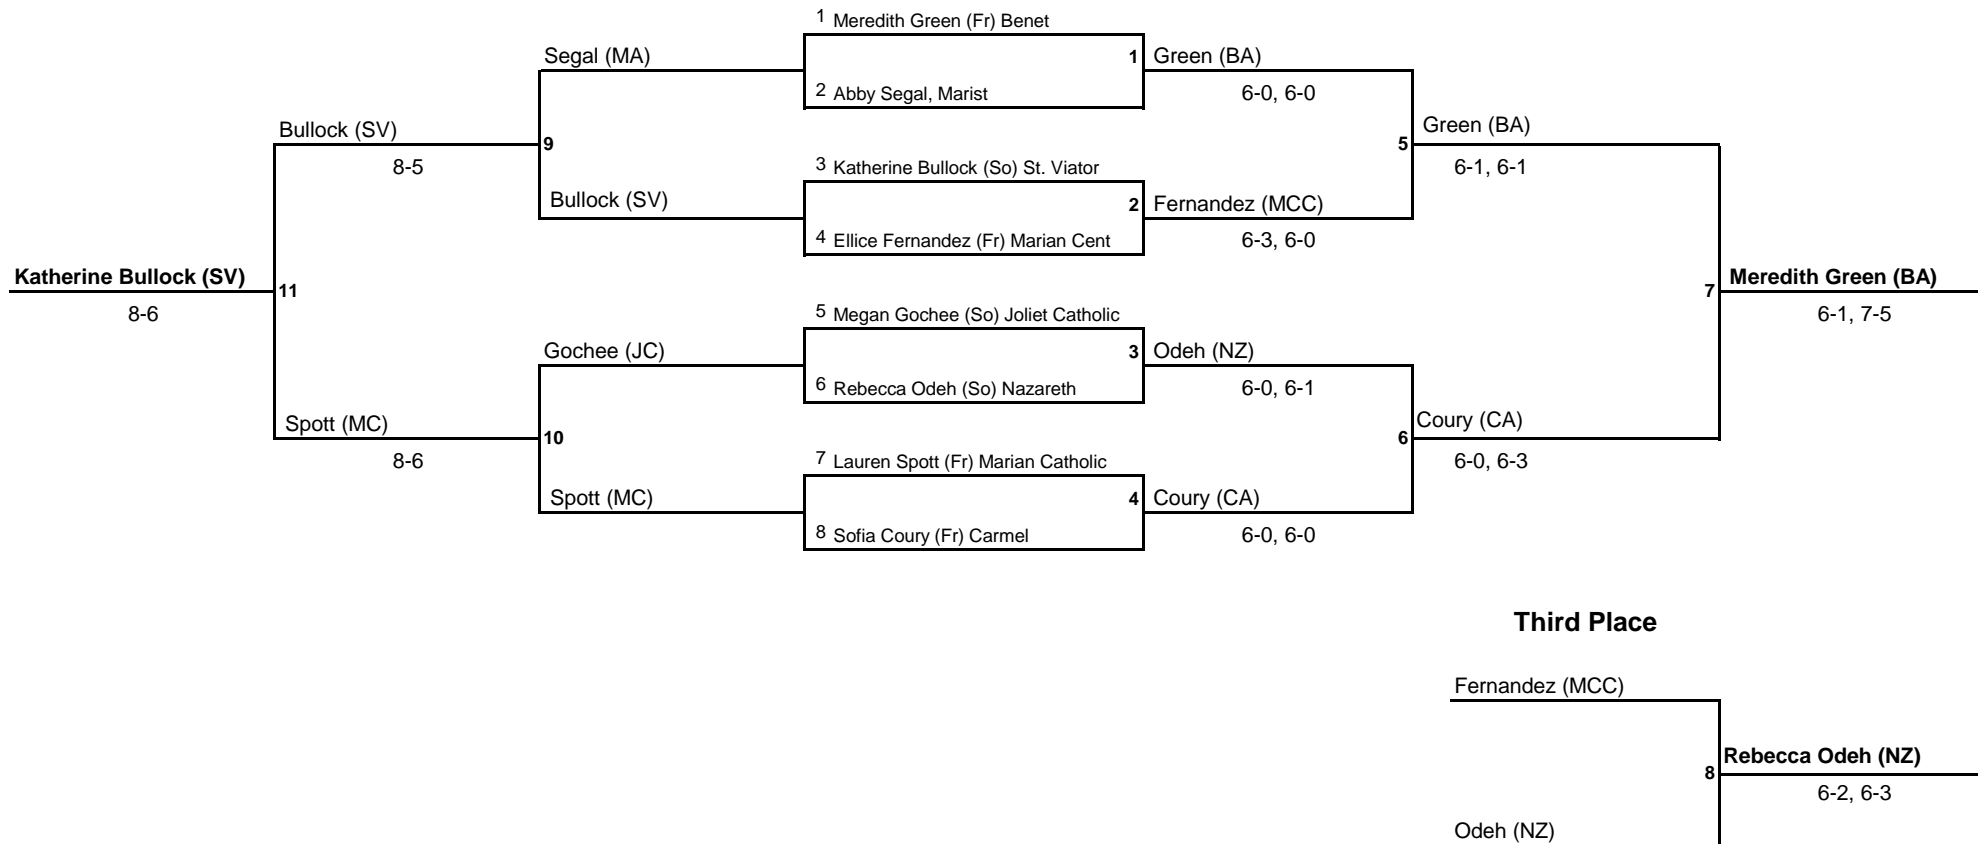 1 Meredith Green (Fr) Benet
Segal (MA) 1 Green (BA)
2 Abby Segal, Marist 6-0, 6-0
Bullock (SV) Green (BA)
9 5
8-5 3 Katherine Bullock (So) St. Viator 6-1, 6-1
Bullock (SV) 2 Fernandez (MCC)
4 Ellice Fernandez (Fr) Marian Cent 6-3, 6-0
Katherine Bullock (SV) 11 7 Meredith Green (BA)
8-6 5 Megan Gochee (So) Joliet Catholic 6-1, 7-5
Gochee (JC) 3 Odeh (NZ)
6 Rebecca Odeh (So) Nazareth 6-0, 6-1
Spott (MC) Coury (CA)
10 6
8-6 7 Lauren Spott (Fr) Marian Catholic 6-0, 6-3
Spott (MC) 4 Coury (CA)
8 Sofia Coury (Fr) Carmel 6-0, 6-0
Third Place
Fernandez (MCC)
8 Rebecca Odeh (NZ)
6-2, 6-3
Odeh (NZ)